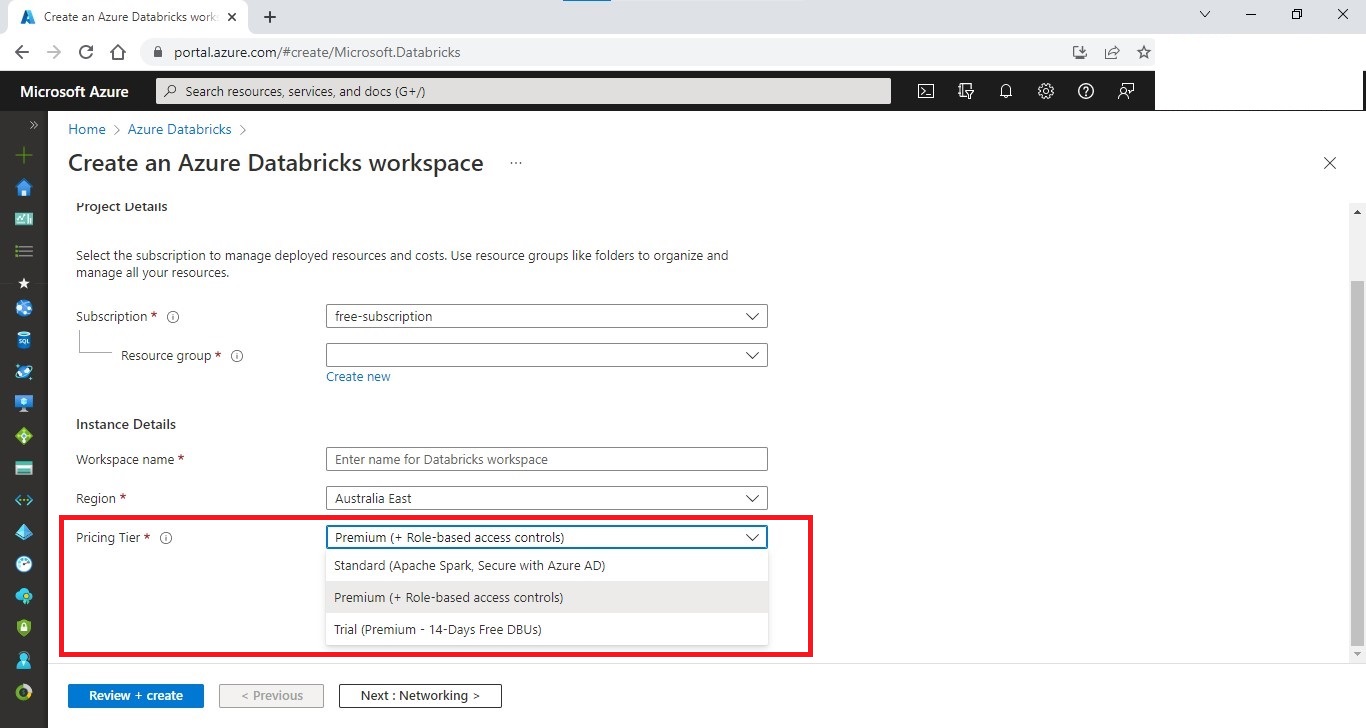 Create an Azure Databricks work
portal.azure.com/#create/Microsoft.Databricks
Microsoft Azure
Search resources, services, and docs (G+/)
Home > Azure Databricks >
Create an Azure Databricks workspace ...
Project Details
Select the subscription to manage deployed resources and costs. Use resource groups like folders to organize and
manage all your resources.
Subscription * free-subscription
Resource group *
Create new
Instance Details
Workspace name * Enter name for Databricks workspace
Region * Australia East
Pricing Tier * Premium (+ Role-based access controls)
Standard (Apache Spark, Secure with Azure AD)
Premium (+ Role-based access controls)
Trial (Premium - 14-Days Free DBUs)
Review + create
< Previous
Next : Networking >